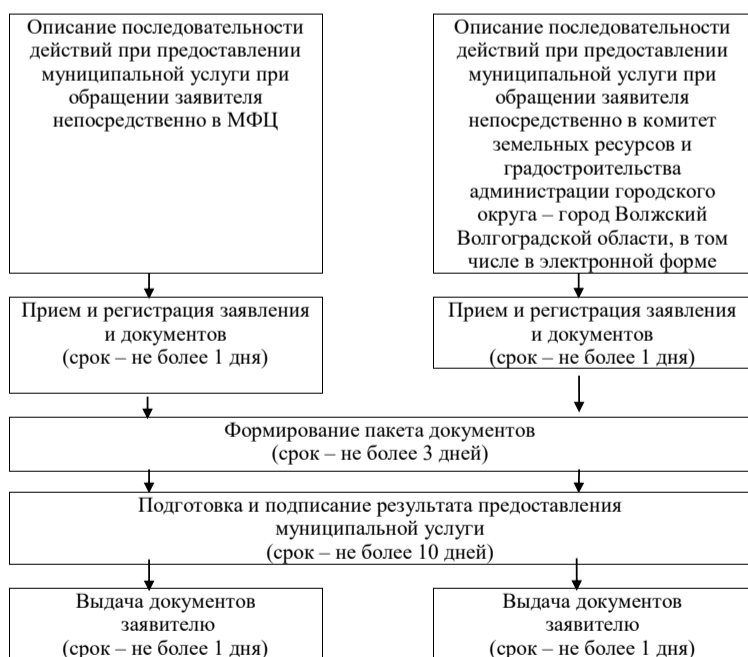 Описание последовательности
действий при предоставлении
муниципальной услуги при
обращении заявителя
непосредственно в МФЦ
Описание последовательности
действий при предоставлении
муниципальной услуги при
обращении заявителя
непосредственно в комитет
земельных ресурсов и
градостроительства
администрации городского
округа – город Волжский
Волгоградской области, в том
числе в электронной форме
Прием и регистрация заявления
и документов
(срок – не более 1 дня)
Прием и регистрация заявления
и документов
(срок – не более 1 дня)
Формирование пакета документов
(срок – не более 3 дней)
Подготовка и подписание результата предоставления
муниципальной услуги
(срок – не более 10 дней)
Выдача документов
заявителю
(срок – не более 1 дня)
Выдача документов
заявителю
(срок – не более 1 дня)